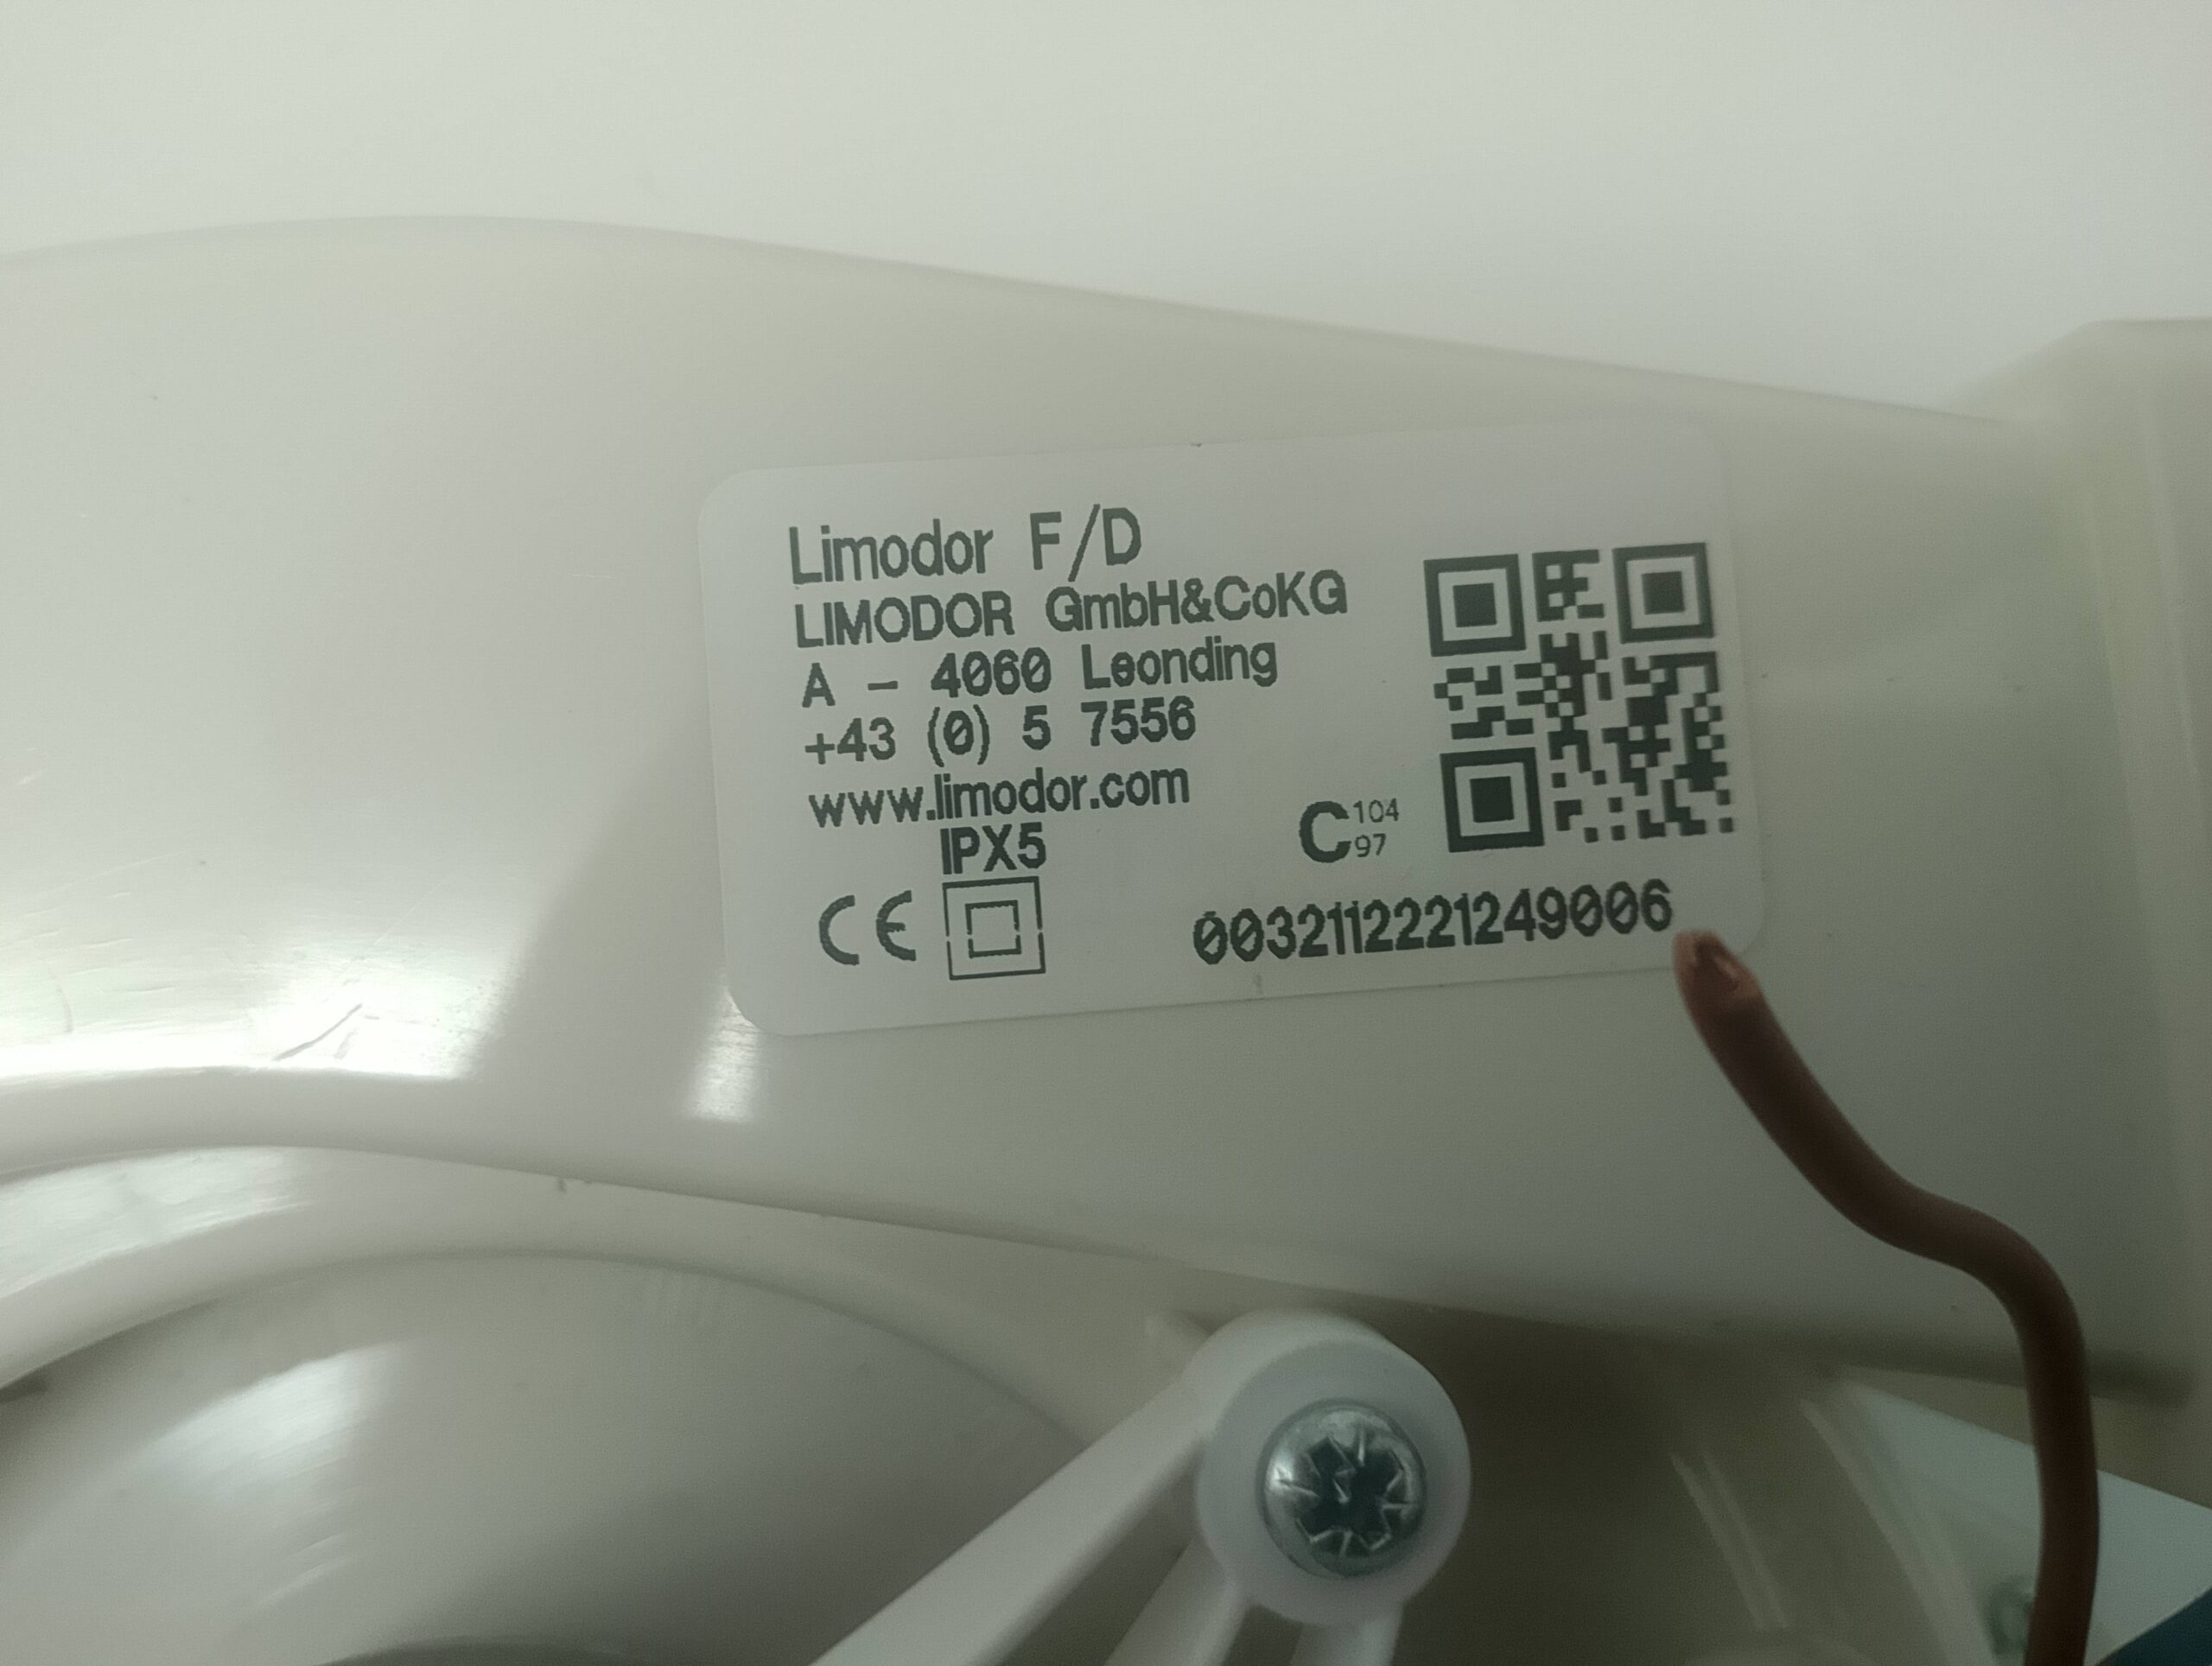 Limodor F/D
LIMODOR GmbH&CoKG
A - 4060 Leonding
+43 (0) 5 7556
www.limodor.com
IPX5
C 104 97
CE
0032112221249006